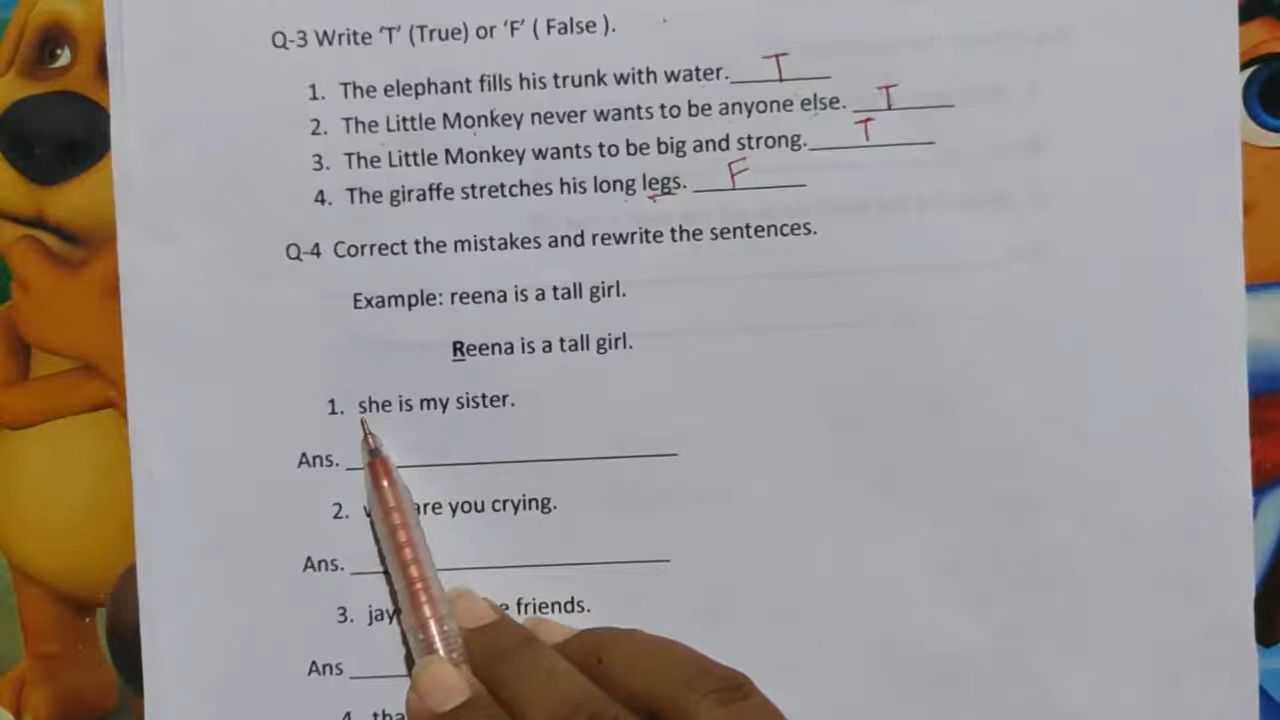 Q-3 Write 'T' (True) or 'F' ( False ).
1. The elephant fills his trunk with water. T
2. The Little Monkey never wants to be anyone else. T
3. The Little Monkey wants to be big and strong. T
4. The giraffe stretches his long legs. F
Q-4 Correct the mistakes and rewrite the sentences.
Example: reena is a tall girl.
Reena is a tall girl.
1. she is my sister.
Ans.
2. are you crying.
Ans.
3. friends.
Ans
4.